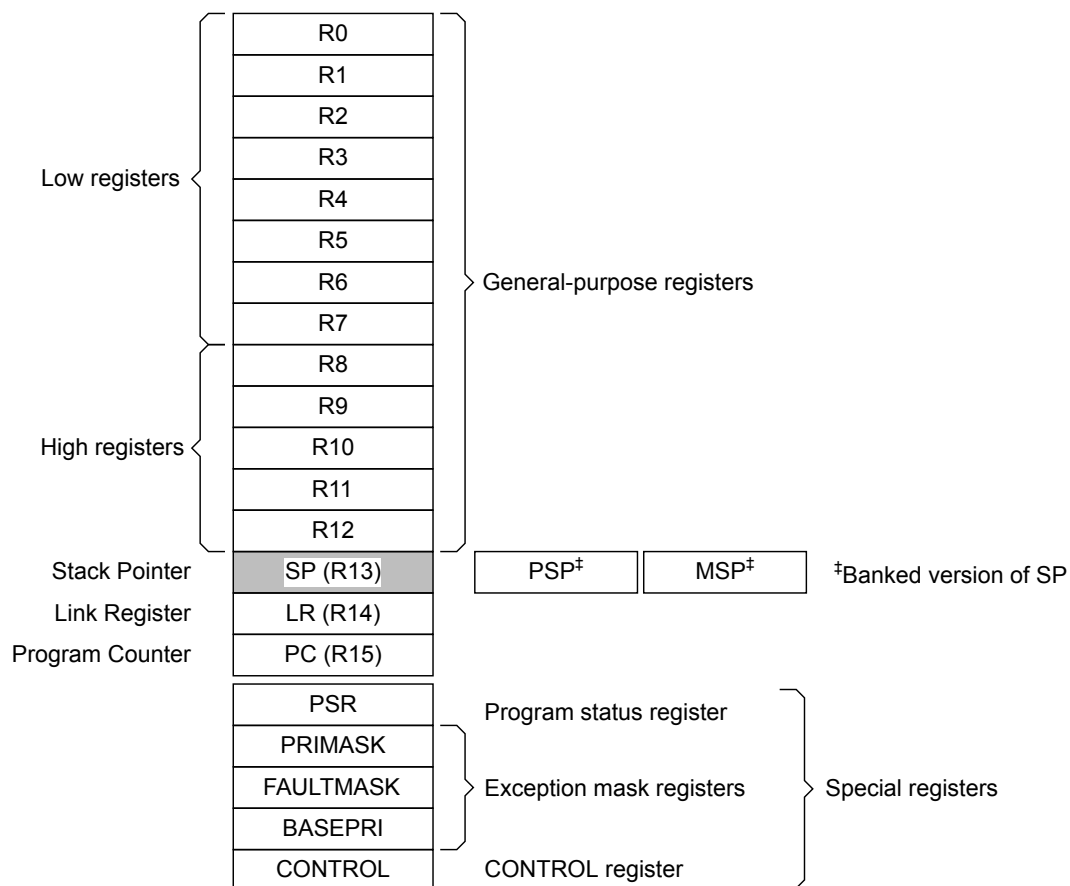 R0
R1
R2
R3
Low registers
R4
R5
R6
General-purpose registers
R7
R8
R9
High registers
R10
R11
R12
Stack Pointer SP (R13) PSP‡ MSP‡ ‡Banked version of SP
Link Register LR (R14)
Program Counter PC (R15)
PSR Program status register
PRIMASK
FAULTMASK Exception mask registers Special registers
BASEPRI
CONTROL CONTROL register